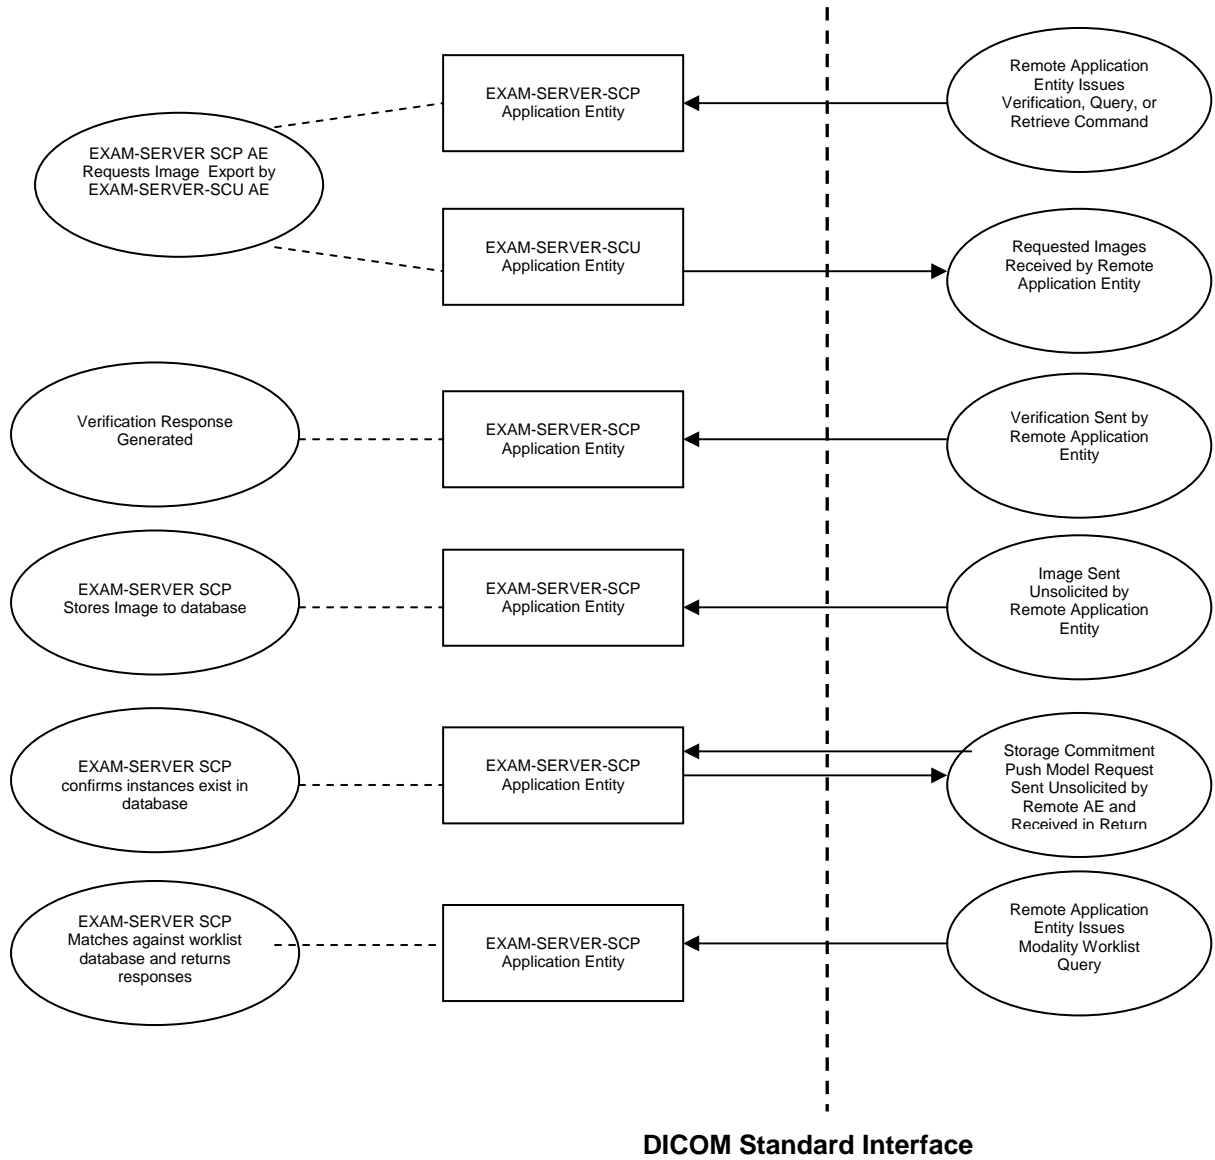 EXAM-SERVER-SCP
Application Entity
Remote Application
Entity Issues
Verification, Query, or
Retrieve Command
EXAM-SERVER SCP AE
Requests Image  Export by
EXAM-SERVER-SCU AE
EXAM-SERVER-SCU
Application Entity
Requested Images
Received by Remote
Application Entity
Verification Response
Generated
EXAM-SERVER-SCP
Application Entity
Verification Sent by
Remote Application
Entity
EXAM-SERVER SCP
Stores Image to database
EXAM-SERVER-SCP
Application Entity
Image Sent
Unsolicited by
Remote Application
Entity
EXAM-SERVER SCP
confirms instances exist in
database
EXAM-SERVER-SCP
Application Entity
Storage Commitment
Push Model Request
Sent Unsolicited by
Remote AE and
Received in Return
EXAM-SERVER SCP
Matches against worklist
database and returns
responses
EXAM-SERVER-SCP
Application Entity
Remote Application
Entity Issues
Modality Worklist
Query
DICOM Standard Interface